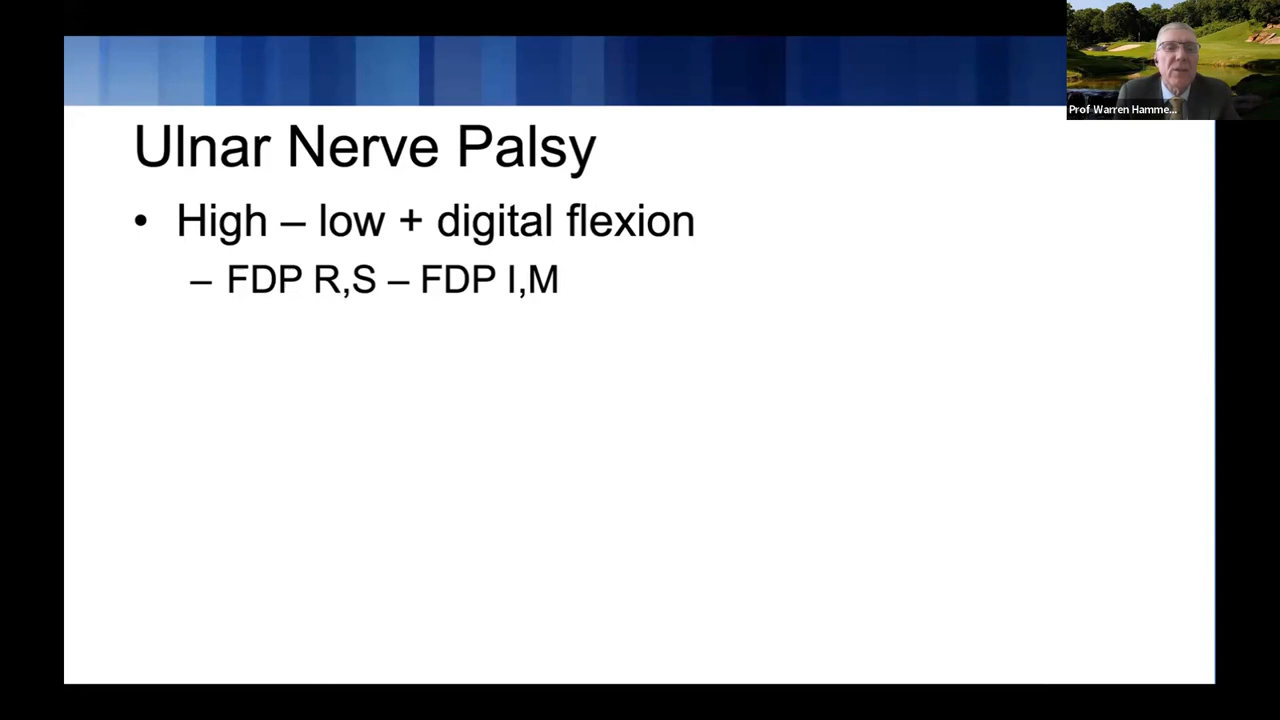 Prof Warren Hamme...
Ulnar Nerve Palsy
• High – low + digital flexion
– FDP R,S – FDP I,M